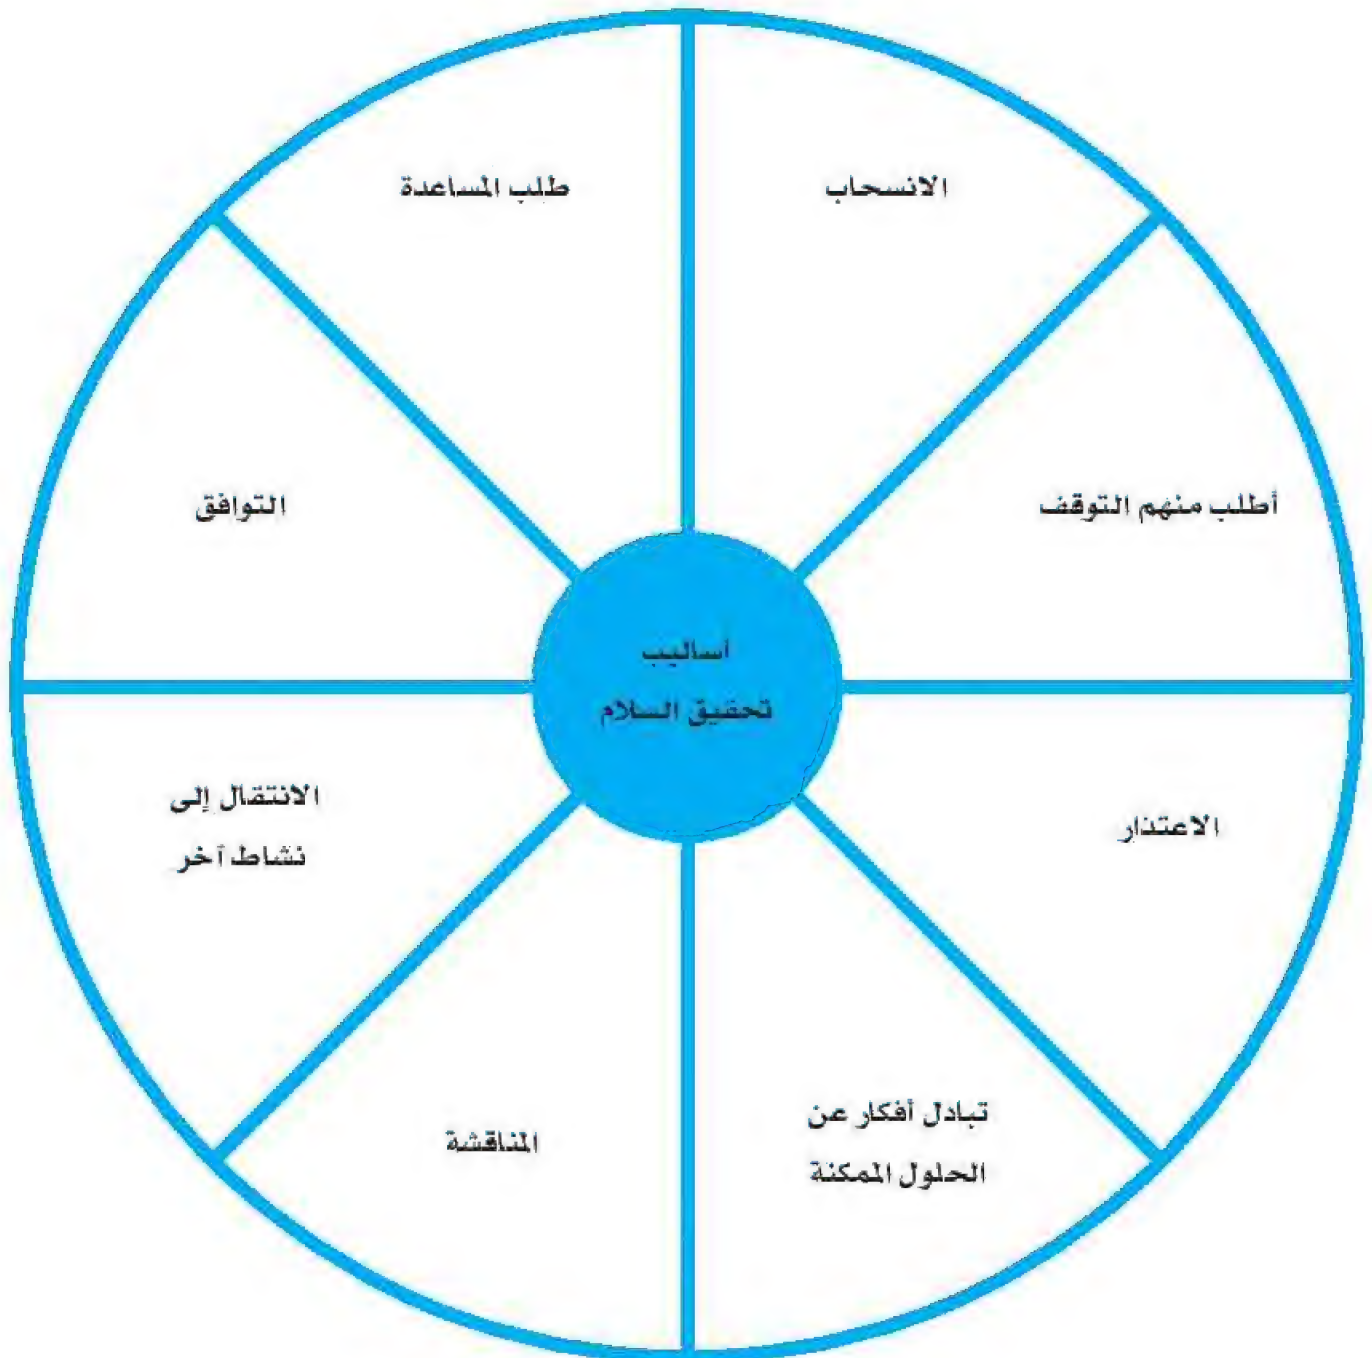 أساليب
تحقيق السلام
الانسحاب
أطلب منهم التوقف
الاعتذار
تبادل أفكار عن
الحلول الممكنة
المناقشة
الانتقال إلى
نشاط آخر
التوافق
طلب المساعدة